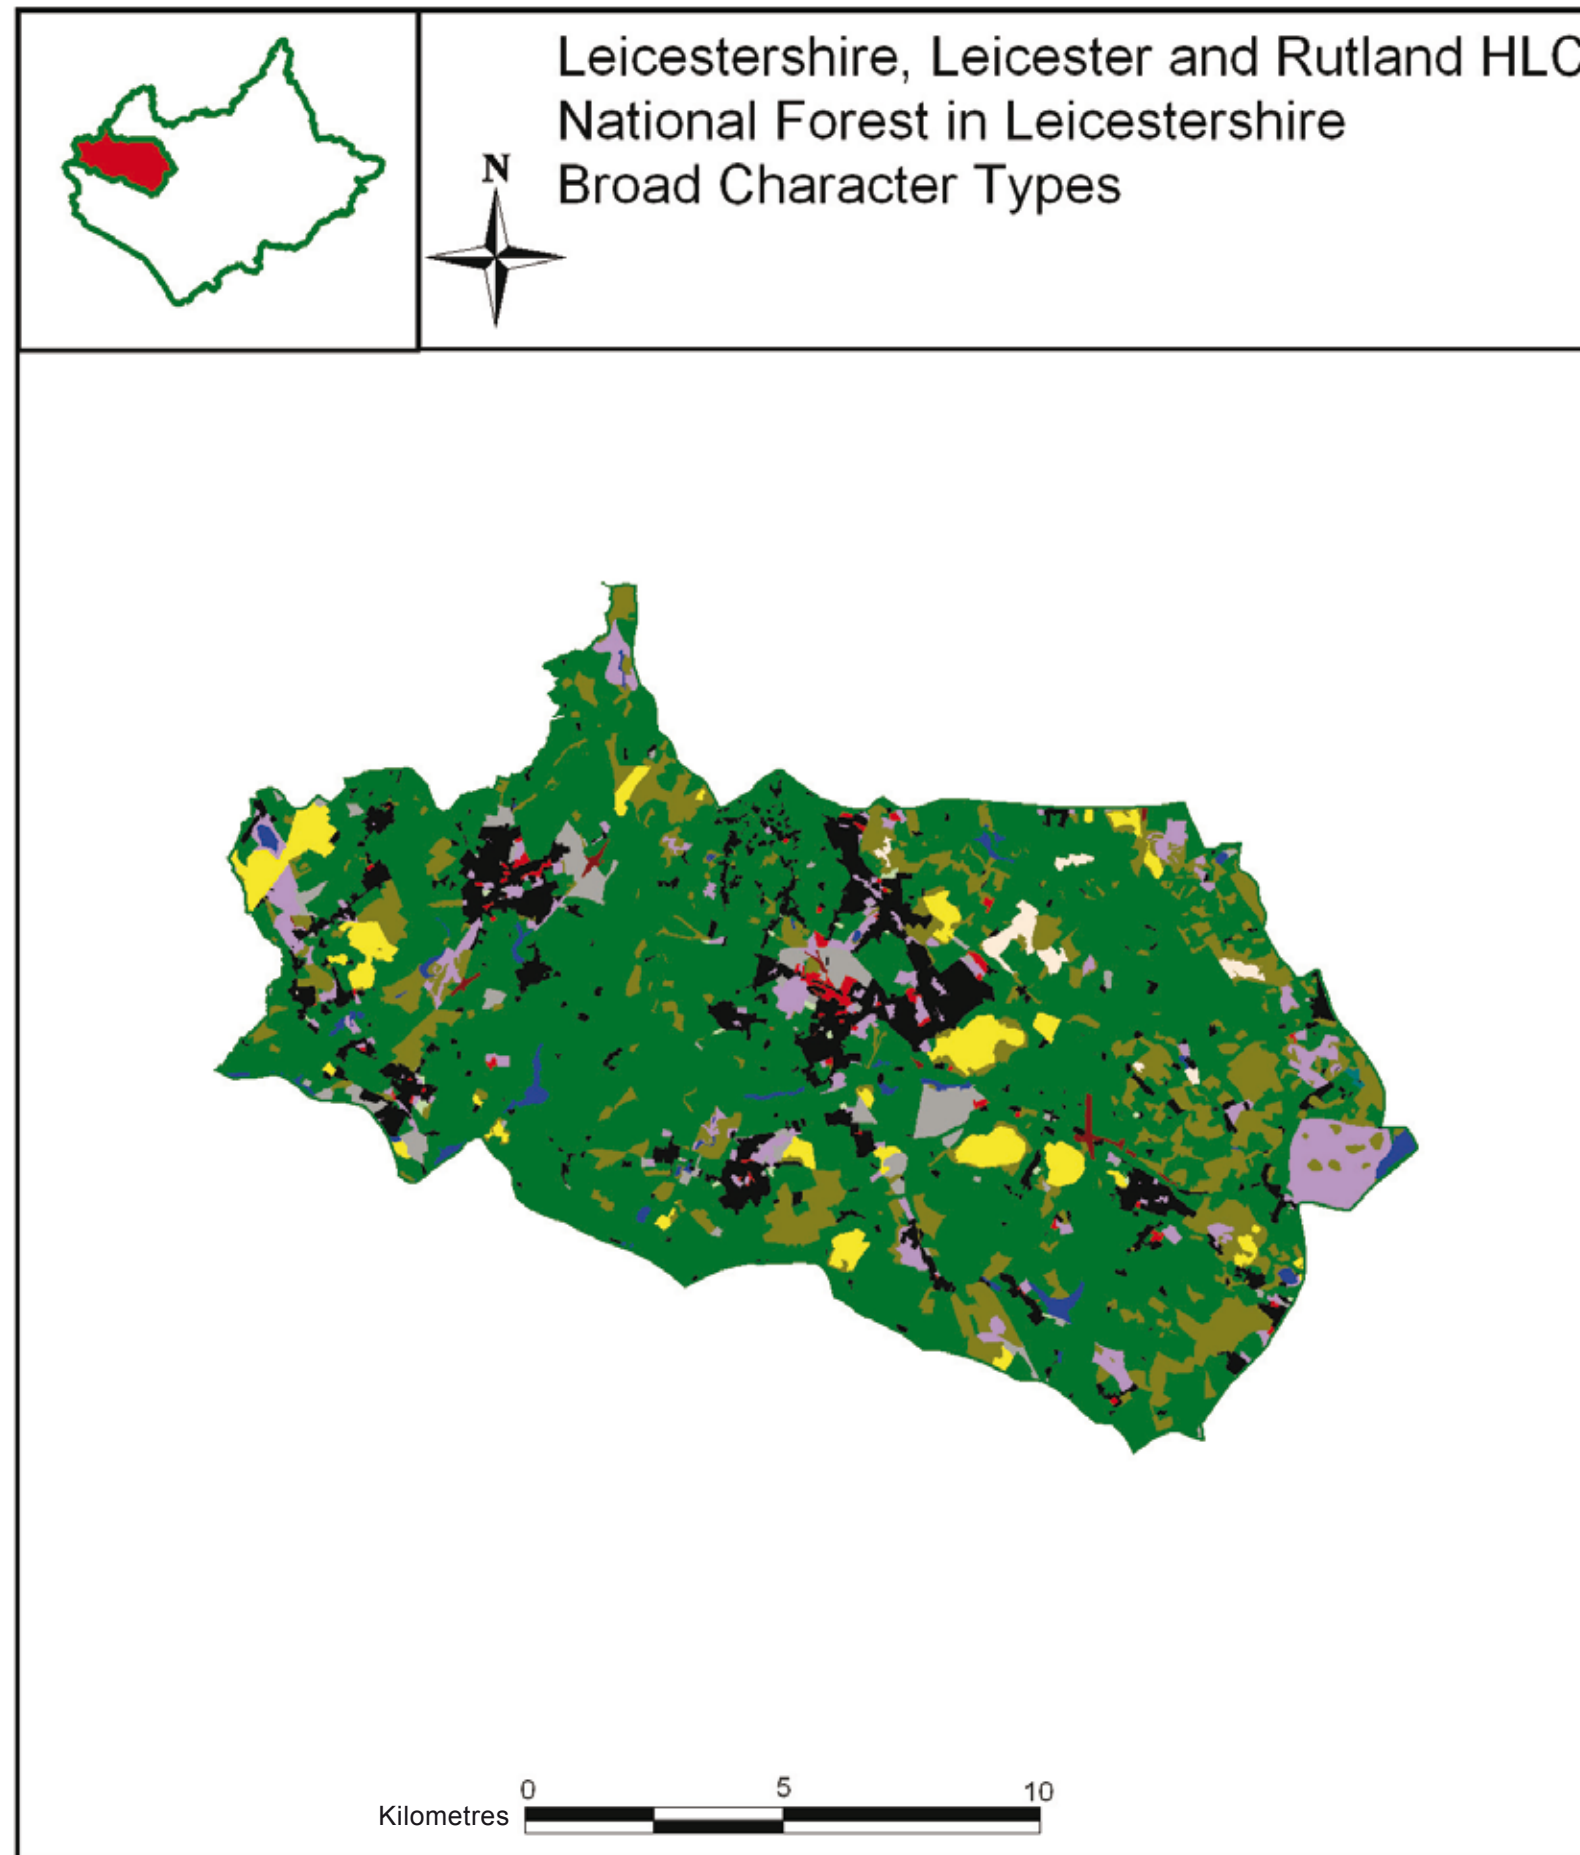 Leicestershire, Leicester and Rutland HLC
National Forest in Leicestershire
Broad Character Types
N
0 5 10
Kilometres